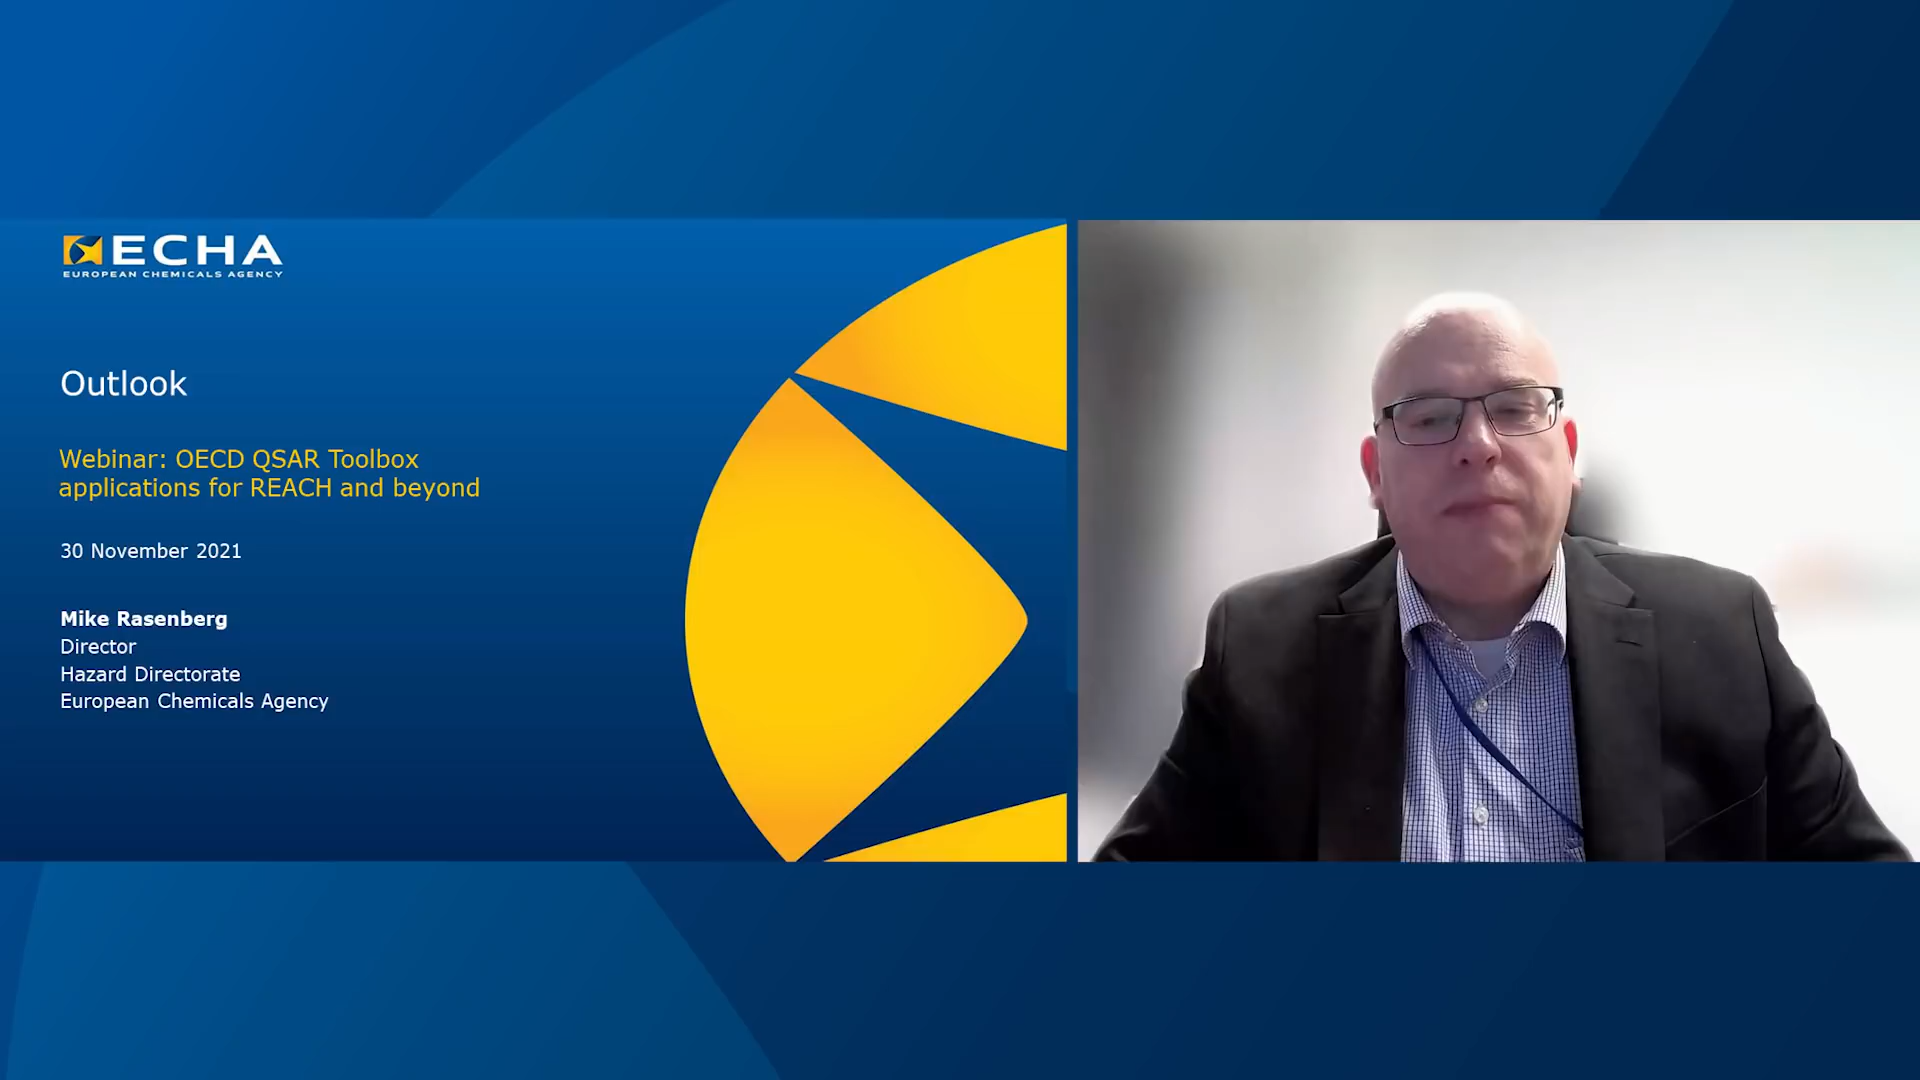 ECHA
EUROPEAN CHEMICALS AGENCY
Outlook
Webinar: OECD QSAR Toolbox
applications for REACH and beyond
30 November 2021
Mike Rasenberg
Director
Hazard Directorate
European Chemicals Agency